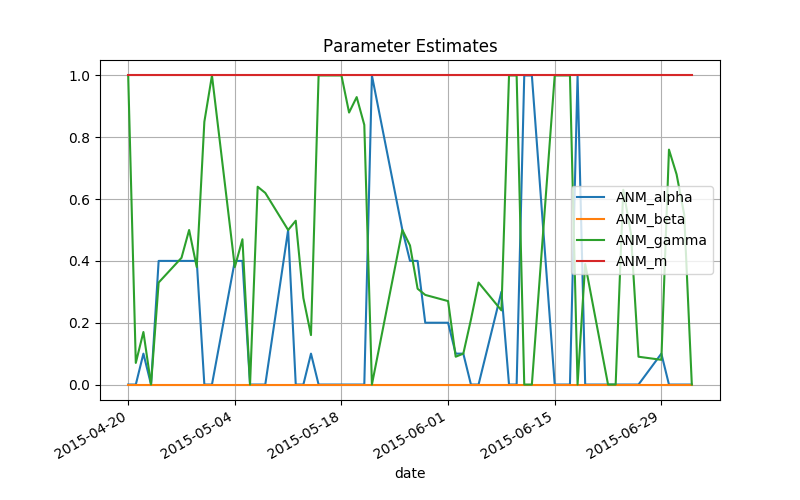 Parameter Estimates
1.0
0.8
0.6
0.4
0.2
0.0
ANM_alpha
ANM_beta
ANM_gamma
ANM_m
2015-04-20
2015-05-04
2015-05-18
2015-06-01
2015-06-15
2015-06-29
date